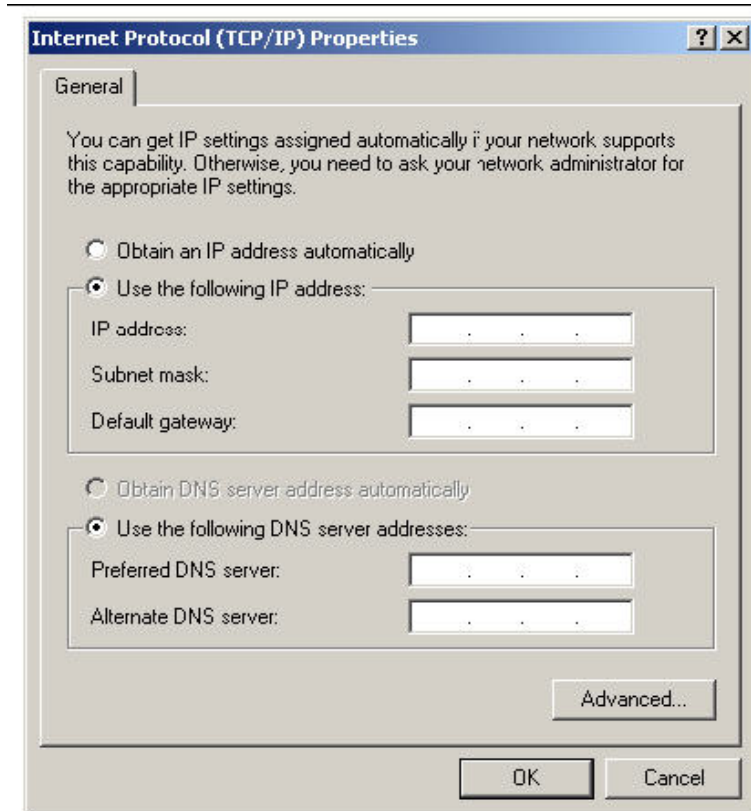 Internet Protocol (TCP/IP) Properties
General
You can get IP settings assigned automatically if your network supports
this capability. Otherwise, you need to ask your network administrator for
the appropriate IP settings.
Obtain an IP address automatically
Use the following IP address:
IP address:
Subnet mask:
Default gateway:
Obtain DNS server address automatically
Use the following DNS server addresses:
Preferred DNS server:
Alternate DNS server:
Advanced...
OK
Cancel